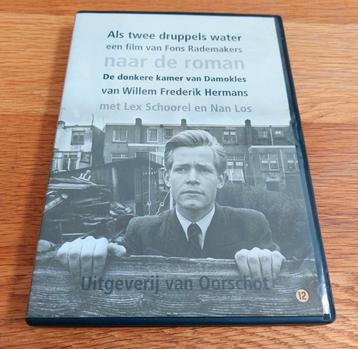 Als twee druppels water
een film van Fons Rademakers
naar de roman
De donkere kamer van Damokles
van Willem Frederik Hermans
met Lex Schoorel en Nan Los
Uitgeverij van Oorschot
12